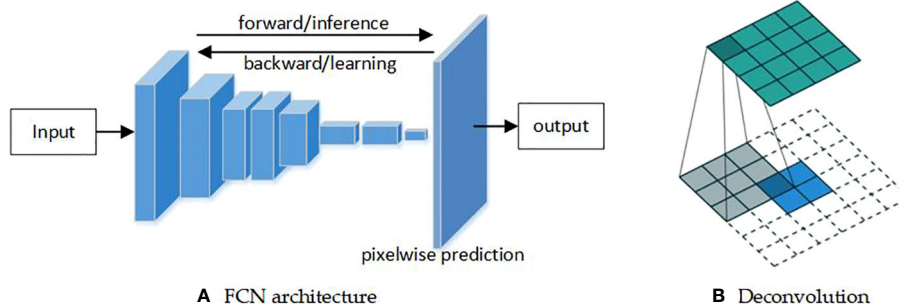 forward/inference
backward/learning
Input
output
pixelwise prediction
A FCN architecture
B Deconvolution